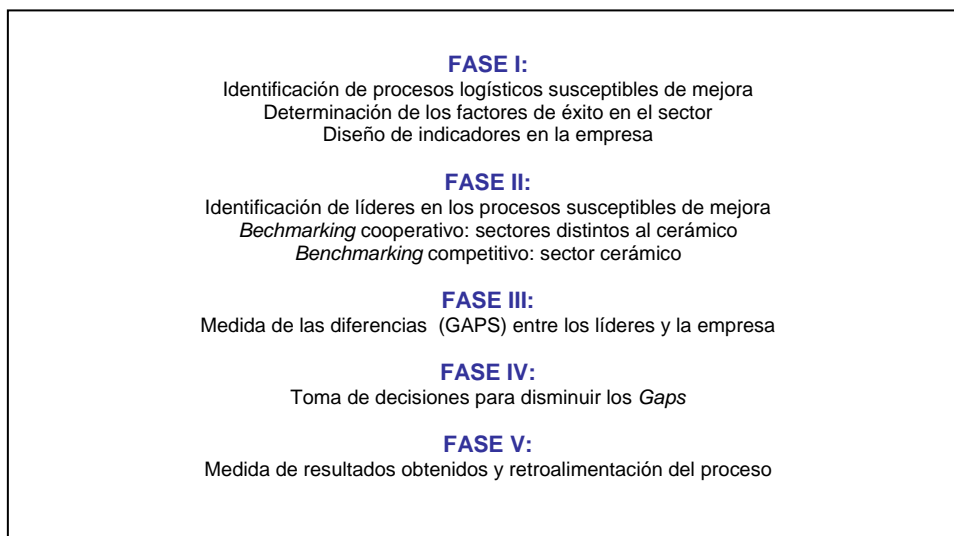 FASE I:
Identificación de procesos logísticos susceptibles de mejora
Determinación de los factores de éxito en el sector
Diseño de indicadores en la empresa
FASE II:
Identificación de líderes en los procesos susceptibles de mejora
Bechmarking cooperativo: sectores distintos al cerámico
Benchmarking competitivo: sector cerámico
FASE III:
Medida de las diferencias (GAPS) entre los líderes y la empresa
FASE IV:
Toma de decisiones para disminuir los Gaps
FASE V:
Medida de resultados obtenidos y retroalimentación del proceso